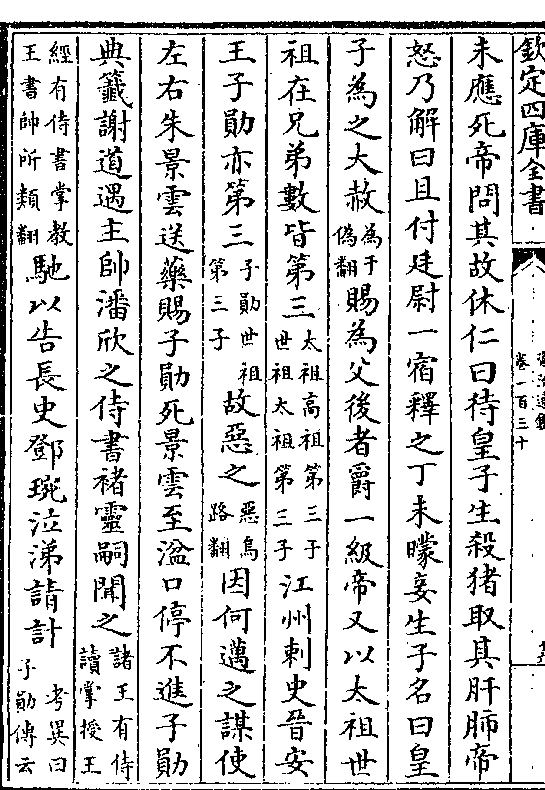 欽定四庫全書
卷一百三十
未應死帝問其故休仁曰待皇子生殺猪取其肝肺帝
怒乃解曰且付廷尉一宿釋之丁未矇妾生子名曰皇
子為之大赦為于偽翻賜為父後者爵一級帝又以太祖世
祖在兄弟數皆第三太祖髙祖第三子世祖太祖第三子江州刺史晉安
王子勛亦第三子勛世祖第三子故惡之惡烏路翻因何邁之謀使
左右朱景雲送藥賜子勛死景雲至湓口停不進子勛
典籤謝道遇主帥潘欣之侍書褚靈嗣聞之諸王有侍讀掌授王
經有侍書掌教王書帥所類翻馳以告長史鄧琬泣涕請計考異曰子勛傳云